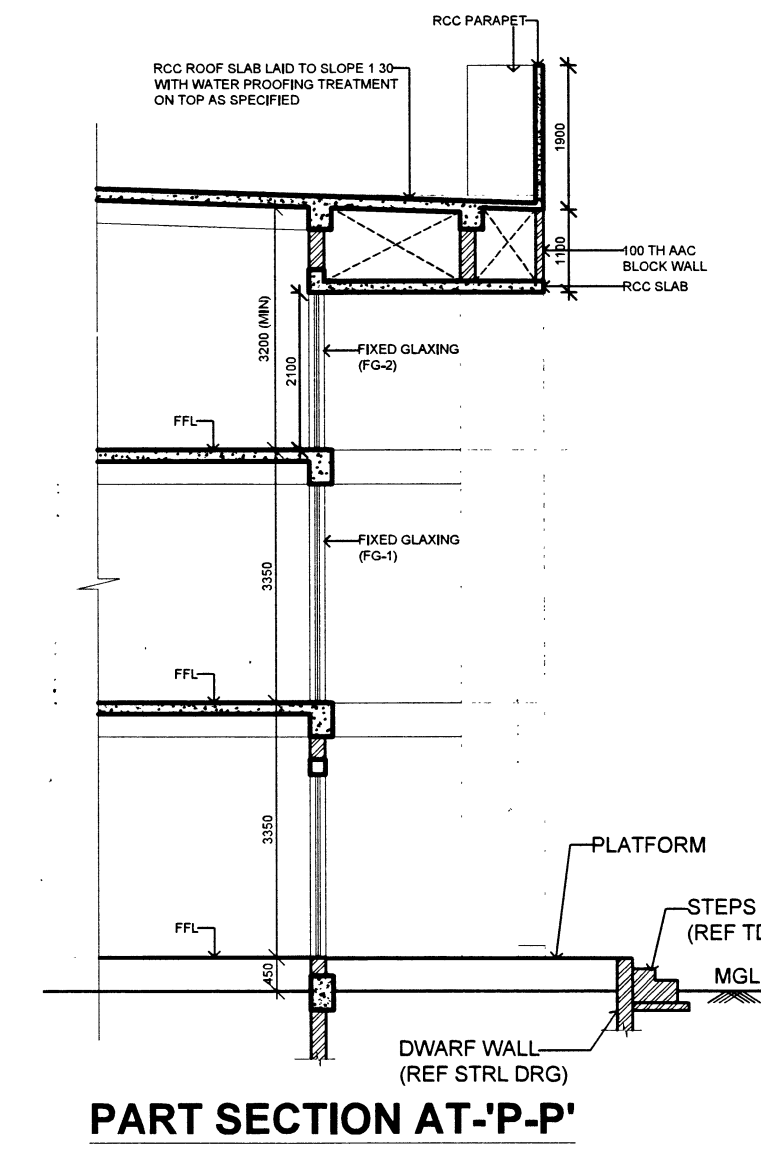 RCC PARAPET
RCC ROOF SLAB LAID TO SLOPE 1 30
WITH WATER PROOFING TREATMENT
ON TOP AS SPECIFIED
1900
1100
100 TH AAC
BLOCK WALL
RCC SLAB
3200 (MIN)
2100
FIXED GLAXING
(FG-2)
FFL
FIXED GLAXING
(FG-1)
3350
FFL
3350
PLATFORM
STEPS
(REF TD
FFL
450
MGL
DWARF WALL
(REF STRL DRG)
PART SECTION AT-'P-P'